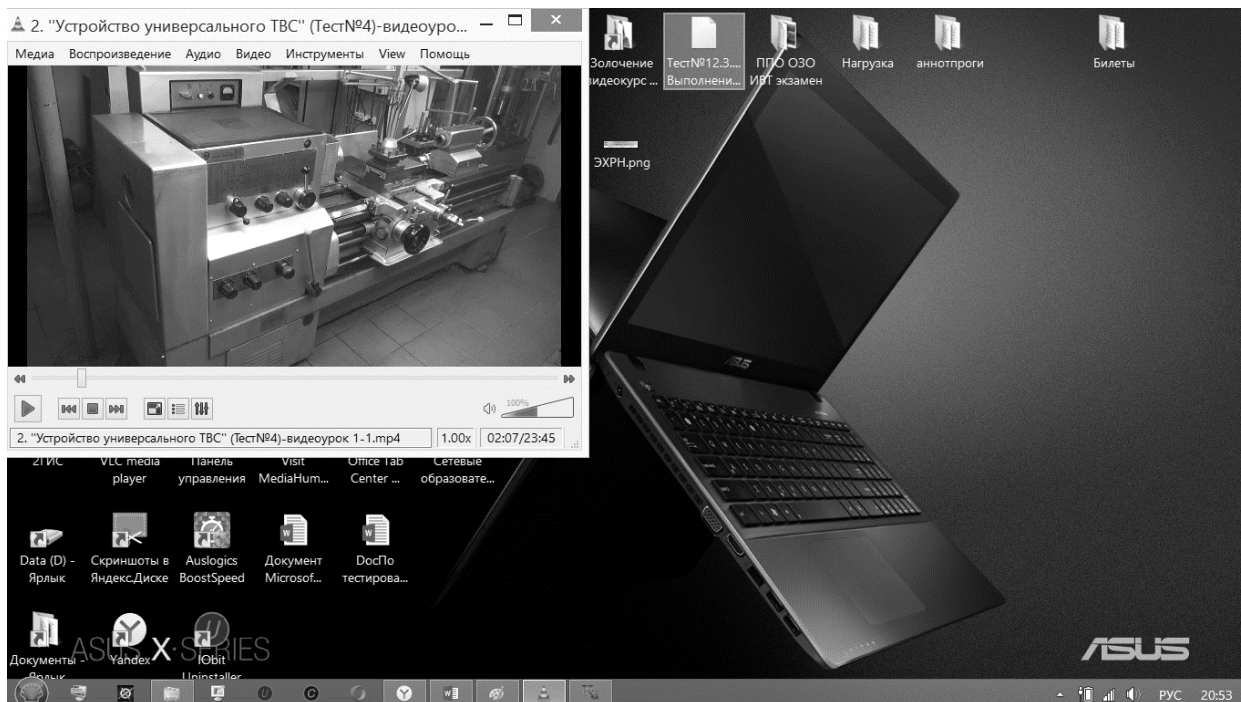 2. "Устройство универсального ТВС" (Тест№4)-видеоуро...
Медиа Воспроизведение Аудио Видео Инструменты View Помощь
100%
2. "Устройство универсального ТВС" (Тест№4)-видеоурок 1-1.mp4
1.00x
02:07/23:45
Золочение
видеокурс ...
Тест№12.3....
Выполнени...
ППО ОЗО
ИВТ экзамен
Нагрузка
аннотпроги
Билеты
ЭХРН.png
ASUS
2ГИС
VLC media
player
Панель
управления
Visit
MediaHum...
Office Tab
Center ...
Сетевые
образовате...
Data (D) -
Ярлык
Скриншоты в
Яндекс.Диске
Auslogics
BoostSpeed
Документ
Microsof...
DocПо
тестирова...
Документы -
Ярлык
Yandex
IObit
Uninstaller
ASUS X-SERIES
ASUS
РУС 20:53